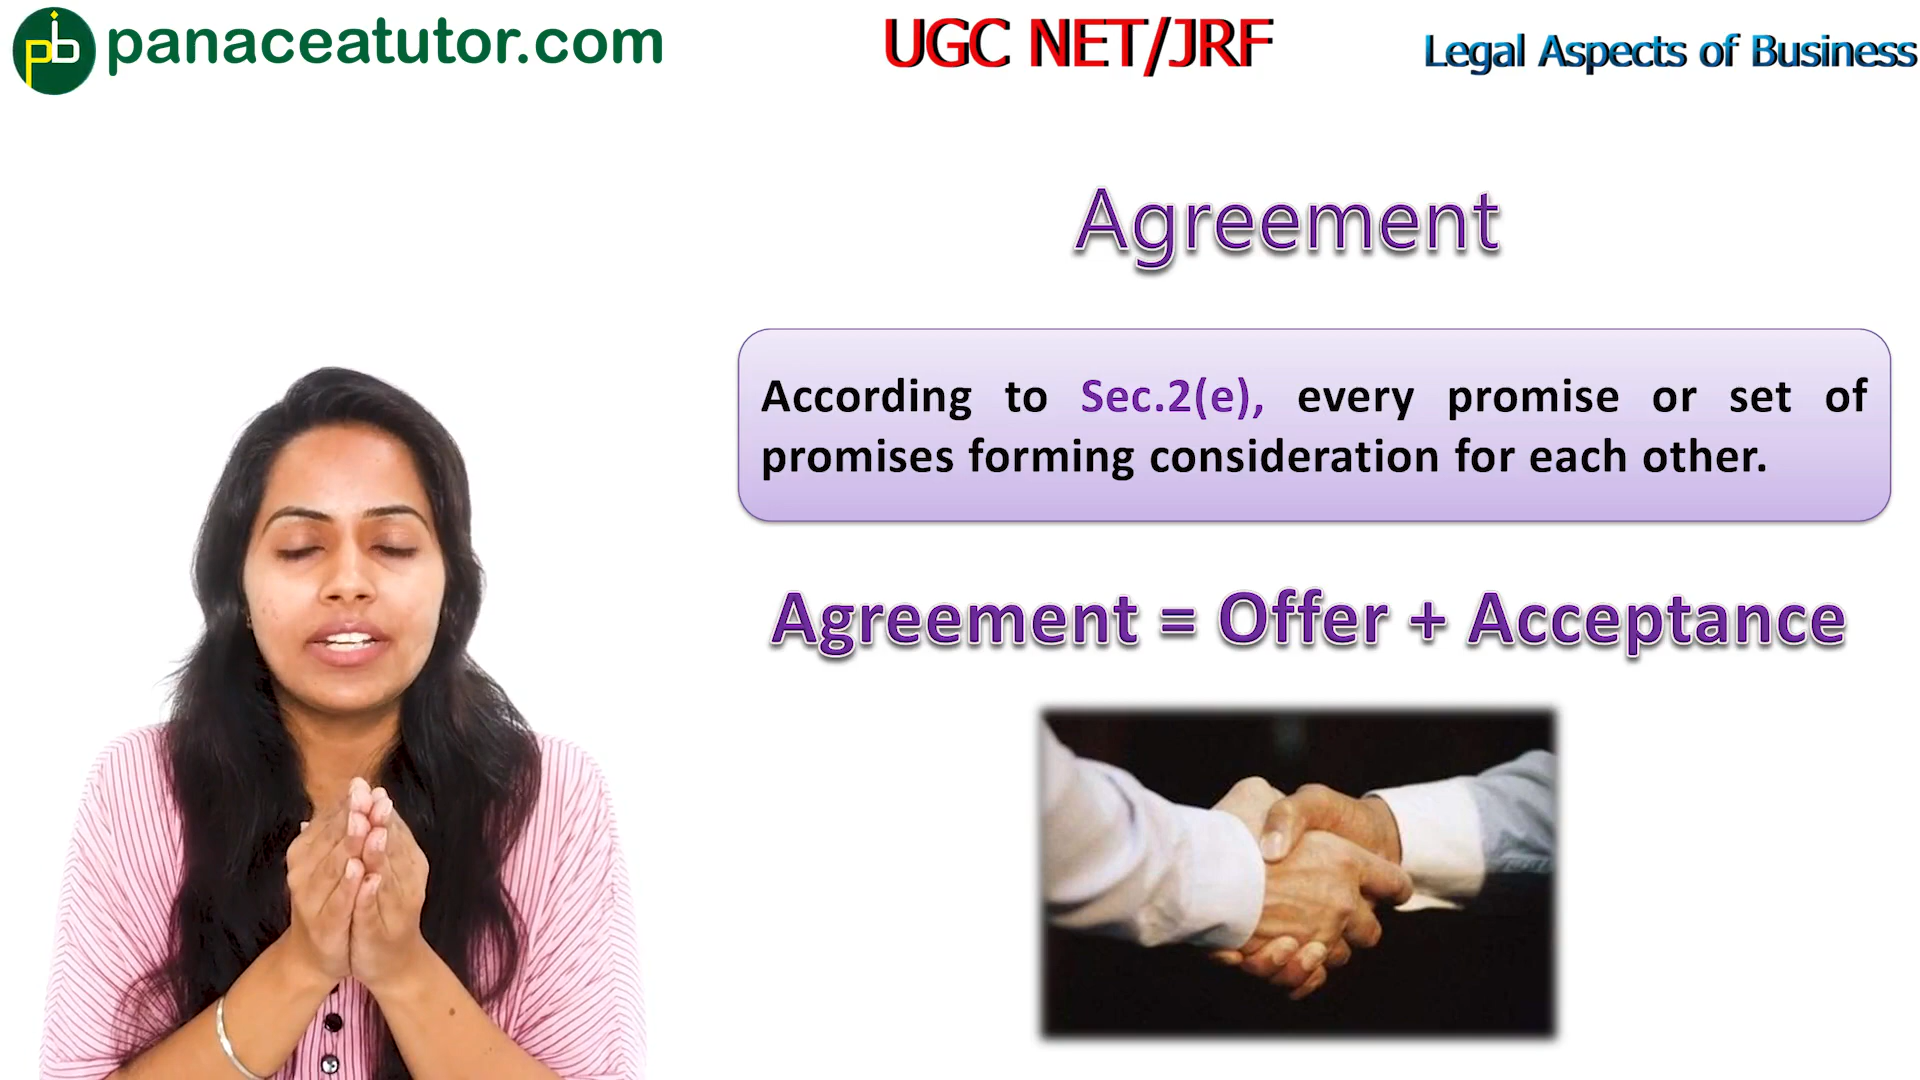 pb panaceatutor.com
UGC NET/JRF
Legal Aspects of Business
Agreement
According to Sec.2(e), every promise or set of
promises forming consideration for each other.
Agreement = Offer + Acceptance